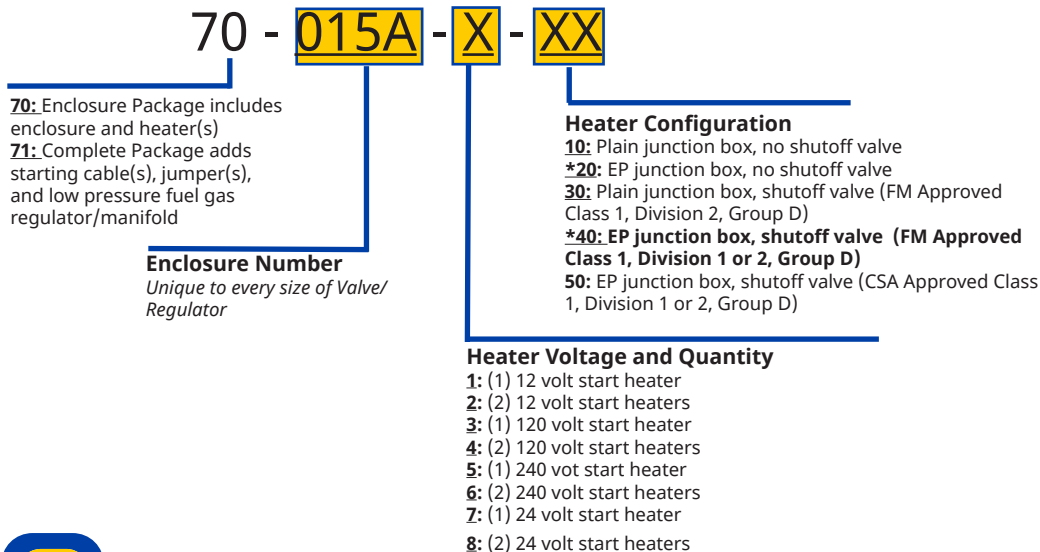 70 - 015A - X - XX
70: Enclosure Package includes
enclosure and heater(s)
71: Complete Package adds
starting cable(s), jumper(s),
and low pressure fuel gas
regulator/manifold
Enclosure Number
Unique to every size of Valve/
Regulator
Heater Configuration
10: Plain junction box, no shutoff valve
*20: EP junction box, no shutoff valve
30: Plain junction box, shutoff valve (FM Approved
Class 1, Division 2, Group D)
*40: EP junction box, shutoff valve (FM Approved
Class 1, Division 1 or 2, Group D)
50: EP junction box, shutoff valve (CSA Approved Class
1, Division 1 or 2, Group D)
Heater Voltage and Quantity
1: (1) 12 volt start heater
2: (2) 12 volt start heaters
3: (1) 120 volt start heater
4: (2) 120 volt start heaters
5: (1) 240 vot start heater
6: (2) 240 volt start heaters
7: (1) 24 volt start heater
8: (2) 24 volt start heaters